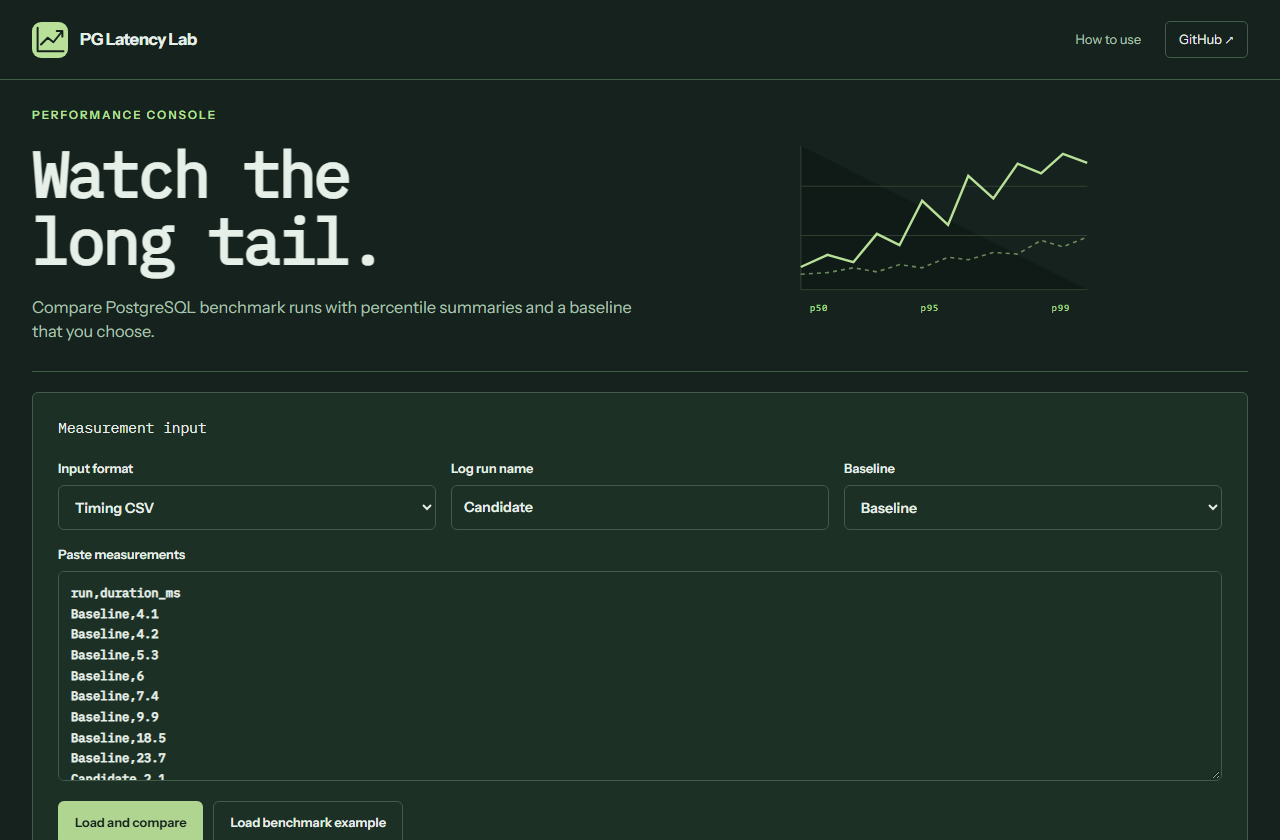 PG Latency Lab
How to use
GitHub ↗
PERFORMANCE CONSOLE
Watch the
long tail.
Compare PostgreSQL benchmark runs with percentile summaries and a baseline
that you choose.
p50 p95 p99
Measurement input
Input format Log run name Baseline
Timing CSV Candidate Baseline
Paste measurements
run,duration_ms
Baseline,4.1
Baseline,4.2
Baseline,5.3
Baseline,6
Baseline,7.4
Baseline,9.9
Baseline,18.5
Baseline,23.7
Candidate,2.1
Load and compare Load benchmark example